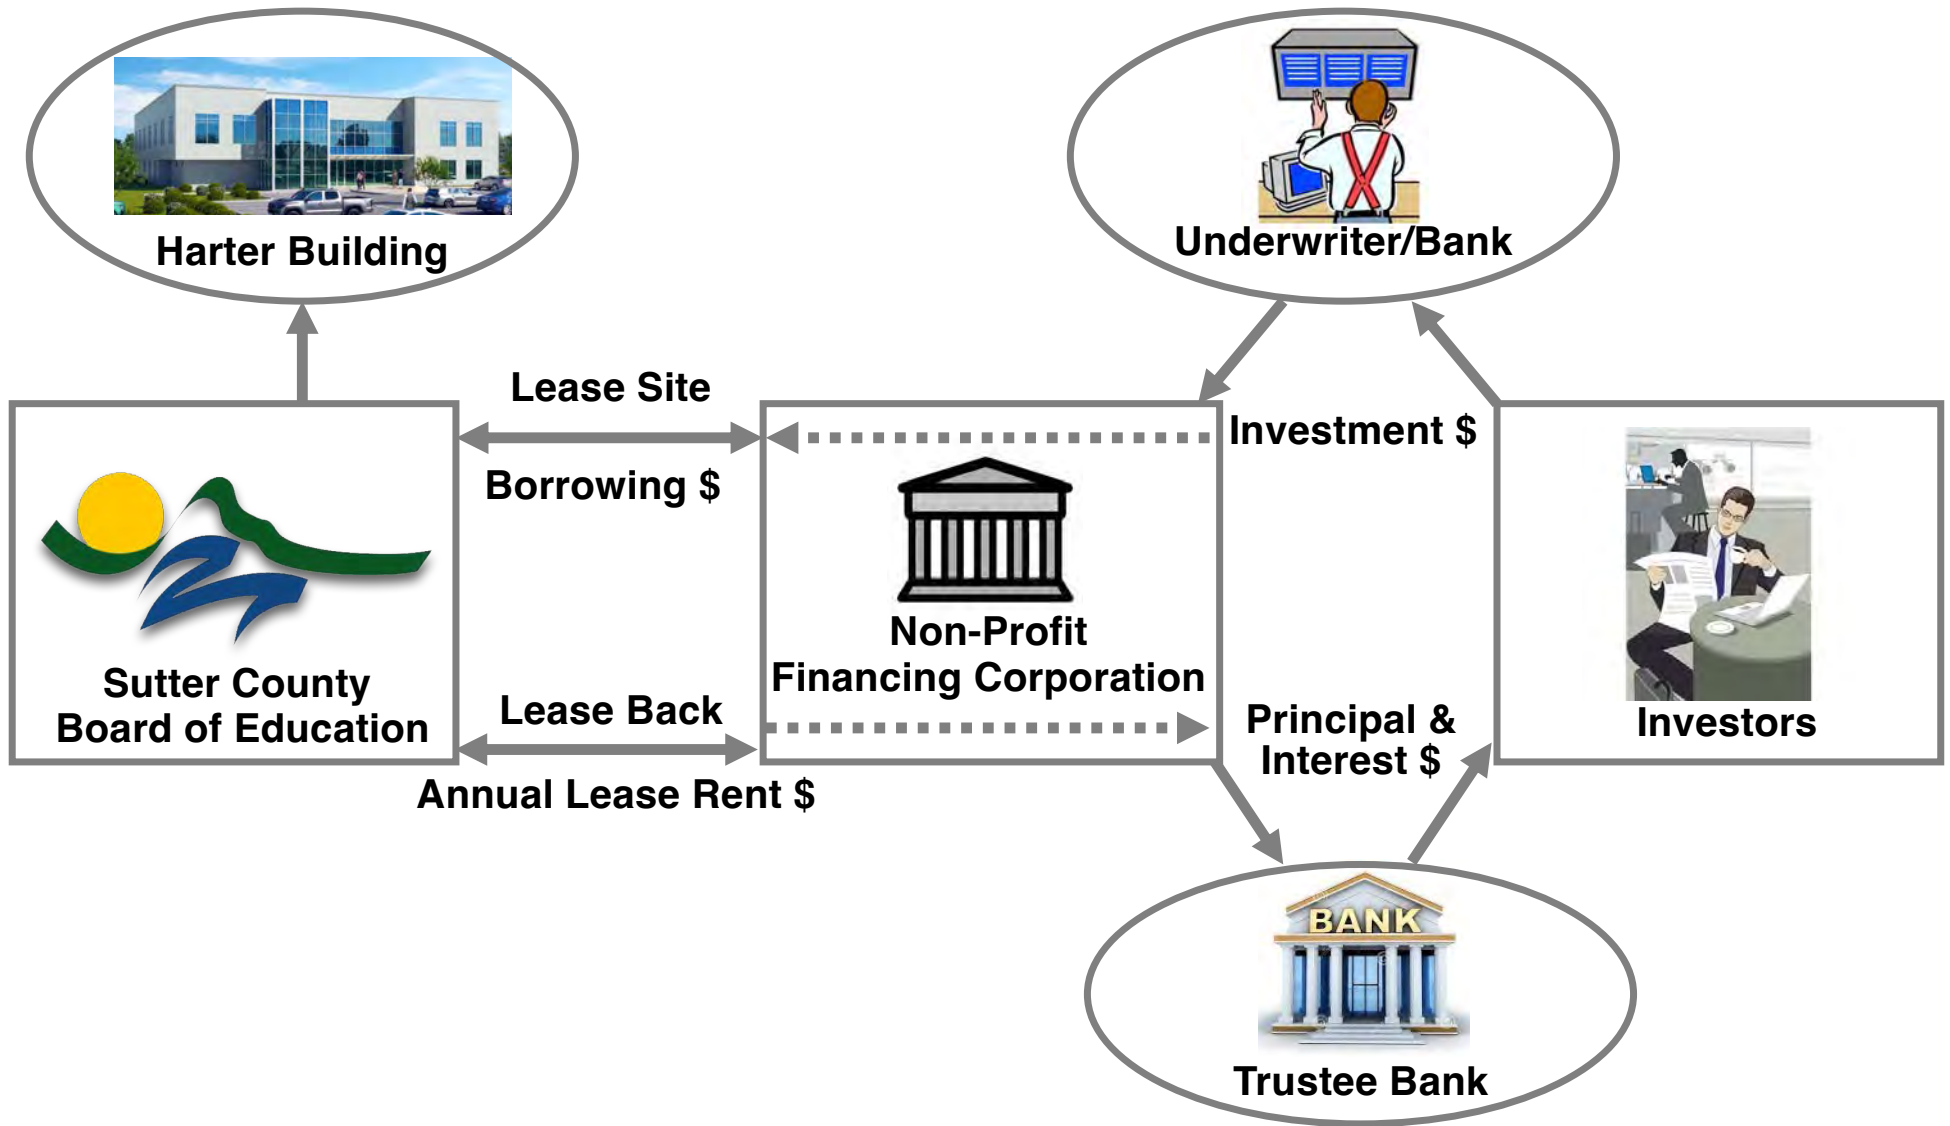 Harter Building
Underwriter/Bank
Lease Site
Borrowing $
Investment $
Non-Profit
Financing Corporation
Sutter County
Board of Education
Lease Back
Annual Lease Rent $
Principal &
Interest $
Investors
BANK
Trustee Bank